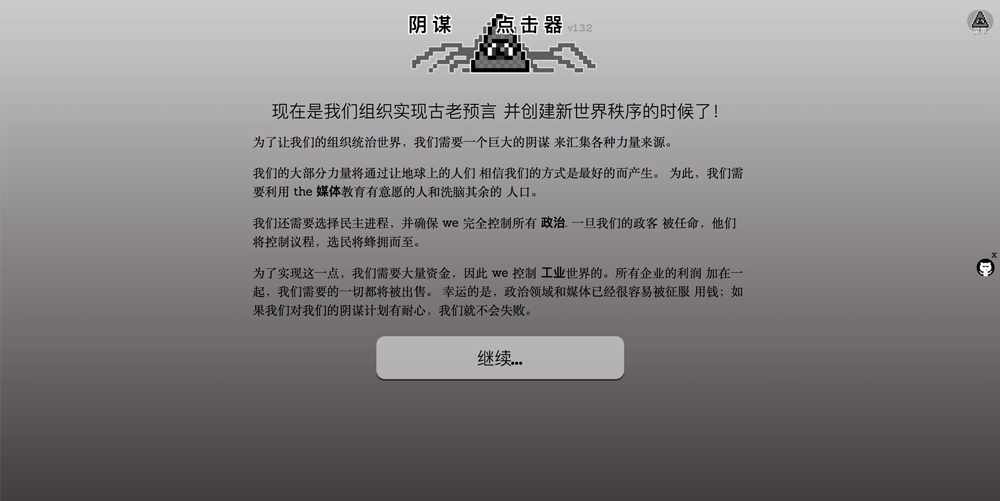 阴谋 点击器 v1.3.2
现在是我们组织实现古老预言 并创建新世界秩序的时候了！
为了让我们的组织统治世界，我们需要一个巨大的阴谋 来汇集各种力量来源。
我们的大部分力量将通过让地球上的人们 相信我们的方式是最好的而产生。 为此，我们需
要利用 the 媒体教育有意愿的人和洗脑其余的 人口。
我们还需要选择民主进程，并确保 we 完全控制所有 政治. 一旦我们的政客 被任命，他们
将控制议程，选民将蜂拥而至。
为了实现这一点，我们需要大量资金，因此 we 控制 工业世界的。所有企业的利润 加在一
起，我们需要的一切都将被出售。 幸运的是，政治领域和媒体已经很容易被征服 用钱；如
果我们对我们的阴谋计划有耐心，我们就不会失败。
继续...
x